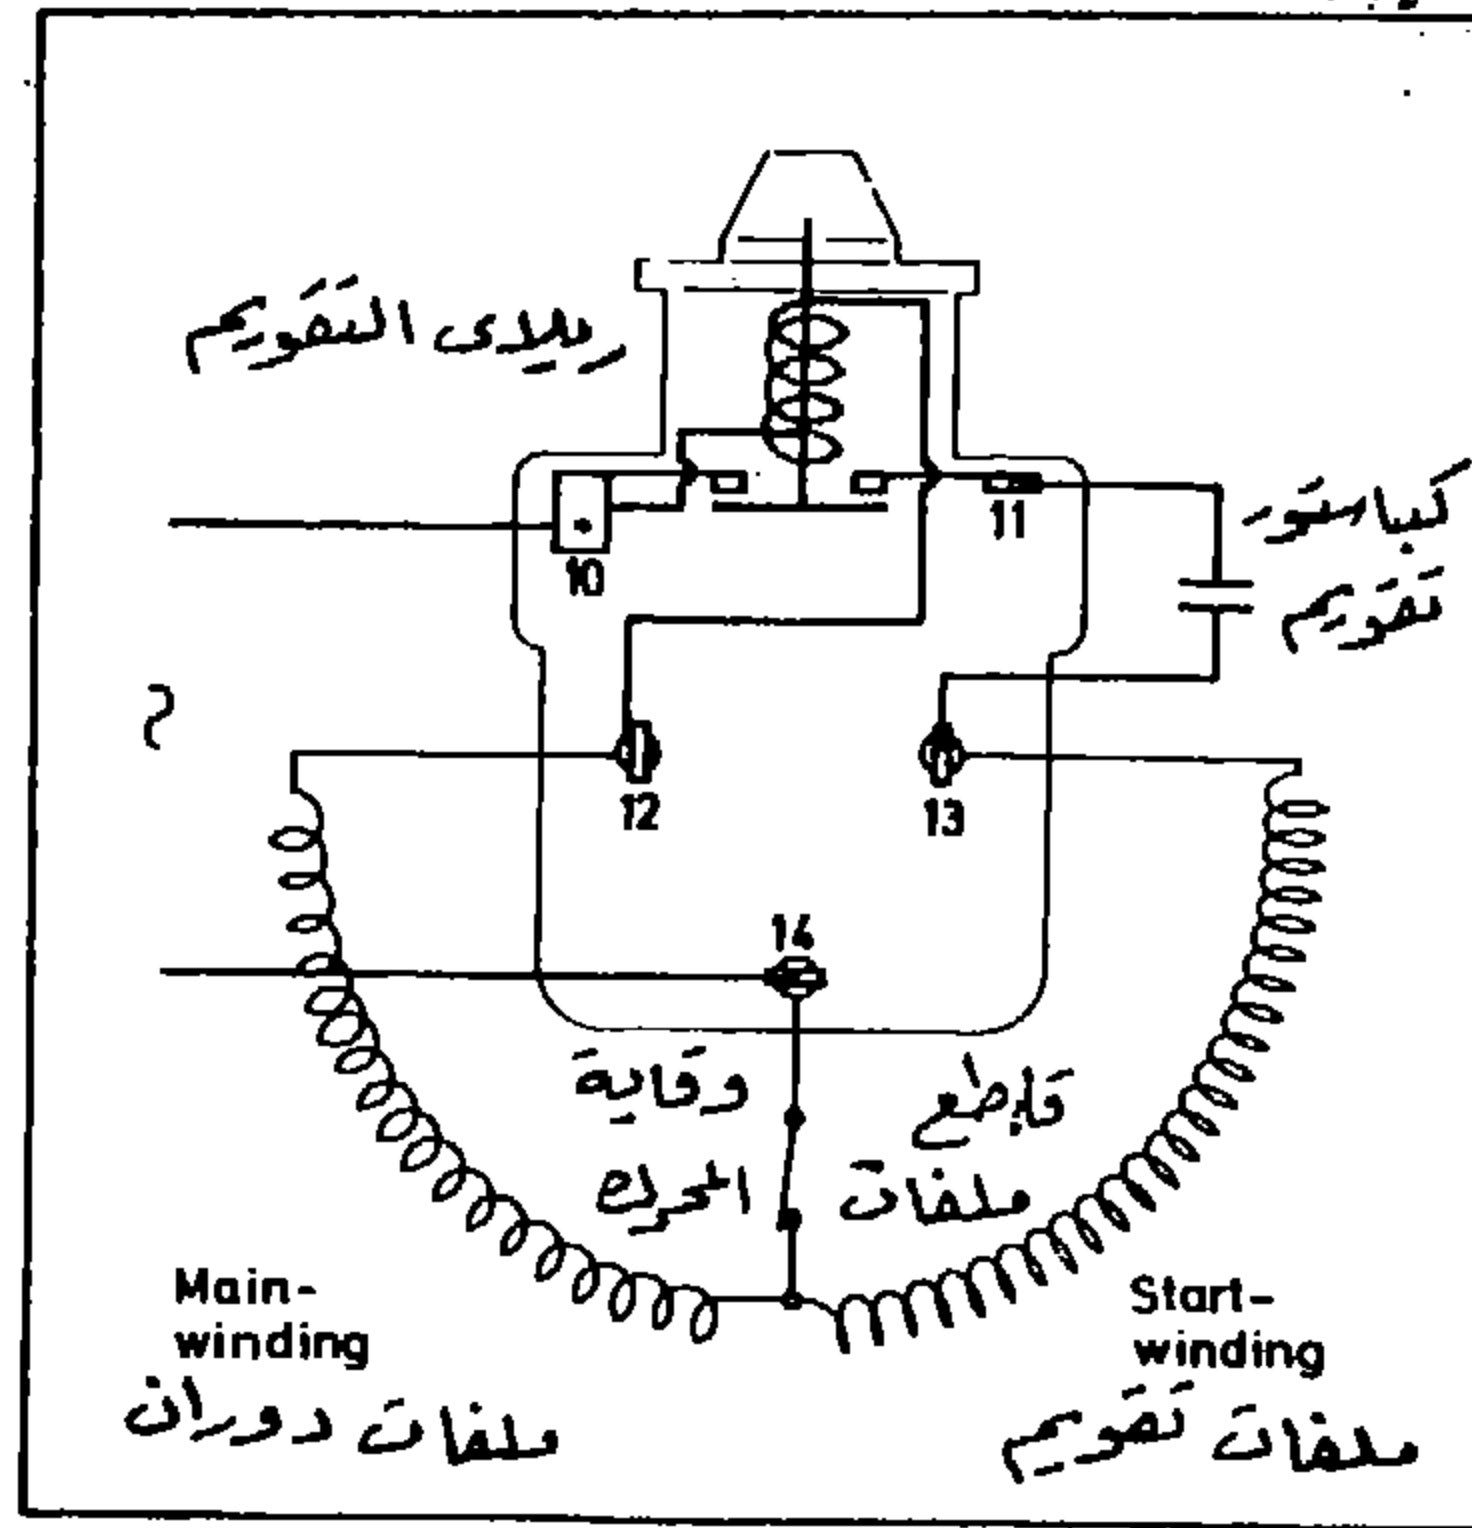 ريلاى التقويم
كباستور
تقويم
10
11
~
12
13
14
قاطع وقاية
ملفات المحرك
Main-
winding
ملفات دوران
Start-
winding
ملفات تقويم